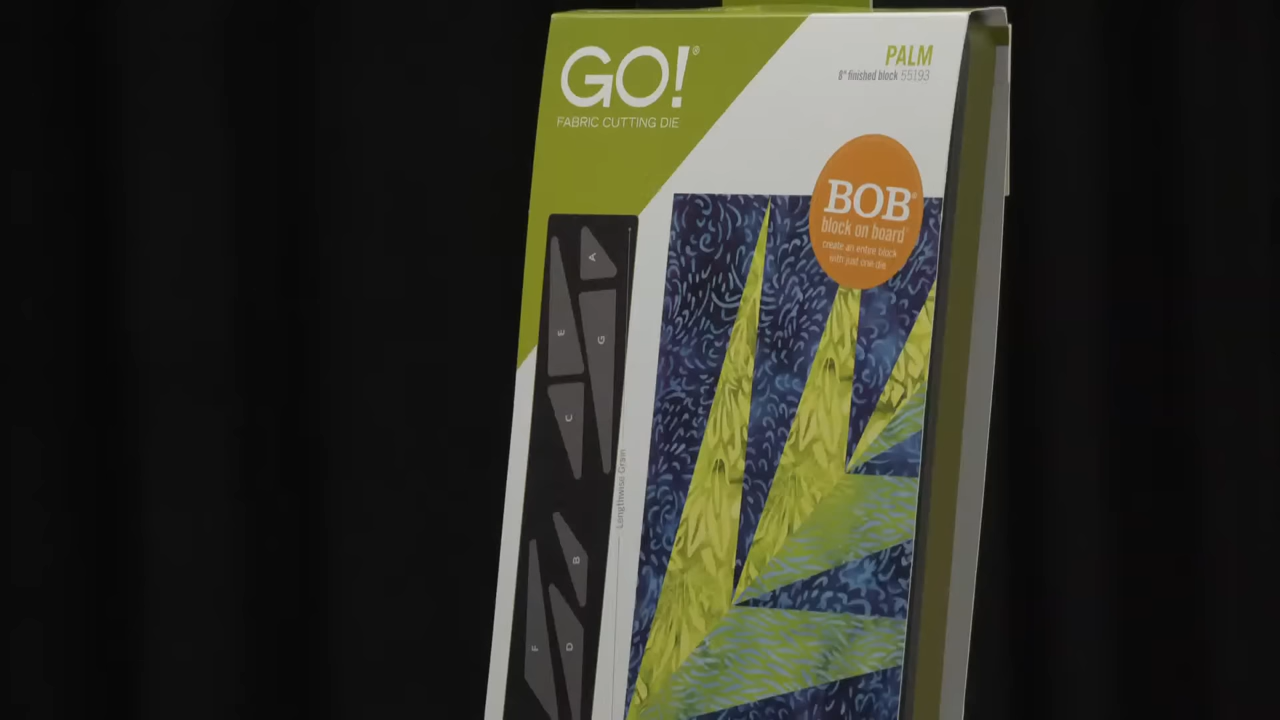 GO!®
FABRIC CUTTING DIE
PALM
8" finished block 55193
BOB®
block on board™
create an entire block
with just one die.
A
E
G
C
Lengthwise Grain
B
F
D